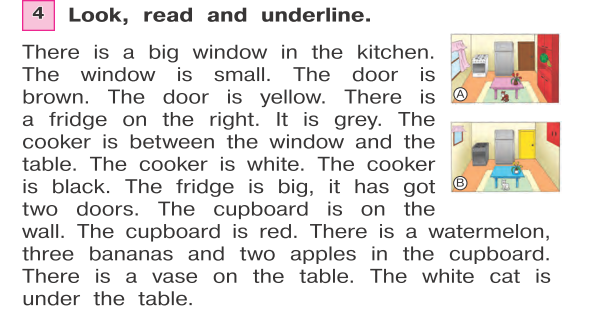 4 Look, read and underline.
There is a big window in the kitchen.
The window is small. The door is
brown. The door is yellow. There is
a fridge on the right. It is grey. The
cooker is between the window and the
table. The cooker is white. The cooker
is black. The fridge is big, it has got
two doors. The cupboard is on the
wall. The cupboard is red. There is a watermelon,
three bananas and two apples in the cupboard.
There is a vase on the table. The white cat is
under the table.
A
B